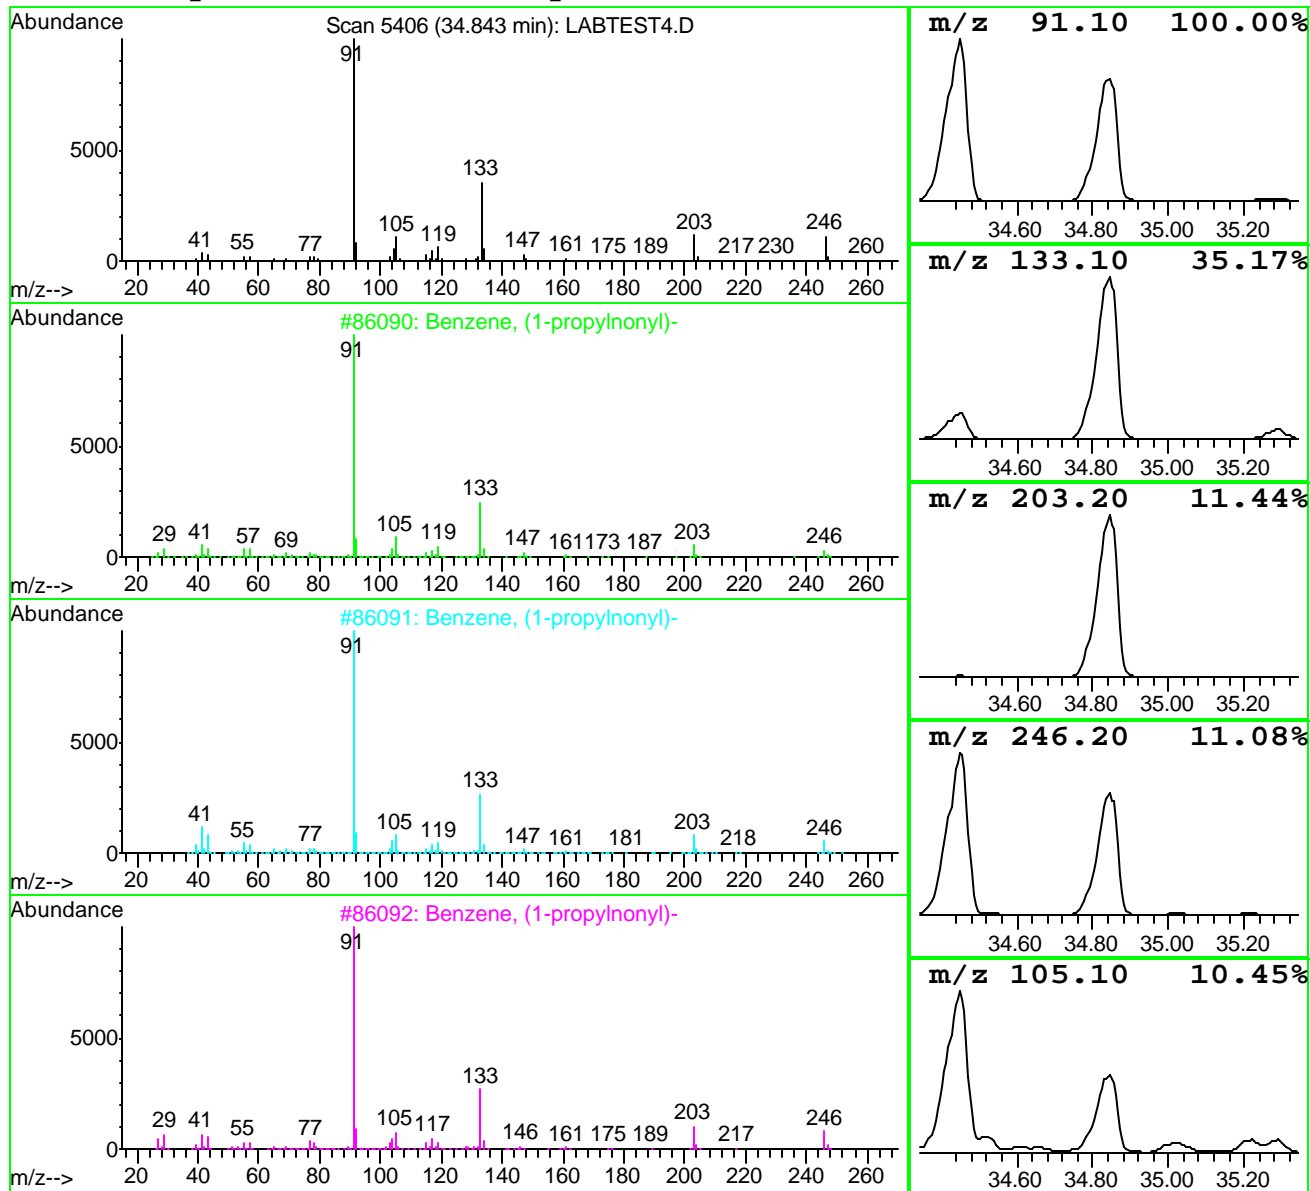 Abundance
Scan 5406 (34.843 min): LABTEST4.D
91
5000
133
41 55 77 105 119 147 161 175 189 203 217 230 246 260
0
20 40 60 80 100 120 140 160 180 200 220 240 260
m/z-->
Abundance
#86090: Benzene, (1-propylnonyl)-
91
5000
133
29 41 57 69 105 119 147 161 173 187 203 246
0
20 40 60 80 100 120 140 160 180 200 220 240 260
m/z-->
Abundance
#86091: Benzene, (1-propylnonyl)-
91
5000
133
41 55 77 105 119 147 161 181 203 218 246
0
20 40 60 80 100 120 140 160 180 200 220 240 260
m/z-->
Abundance
#86092: Benzene, (1-propylnonyl)-
91
5000
133
29 41 55 77 105 117 146 161 175 189 203 217 246
0
20 40 60 80 100 120 140 160 180 200 220 240 260
m/z-->
m/z 91.10 100.00%
34.60 34.80 35.00 35.20
m/z 133.10 35.17%
34.60 34.80 35.00 35.20
m/z 203.20 11.44%
34.60 34.80 35.00 35.20
m/z 246.20 11.08%
34.60 34.80 35.00 35.20
m/z 105.10 10.45%
34.60 34.80 35.00 35.20